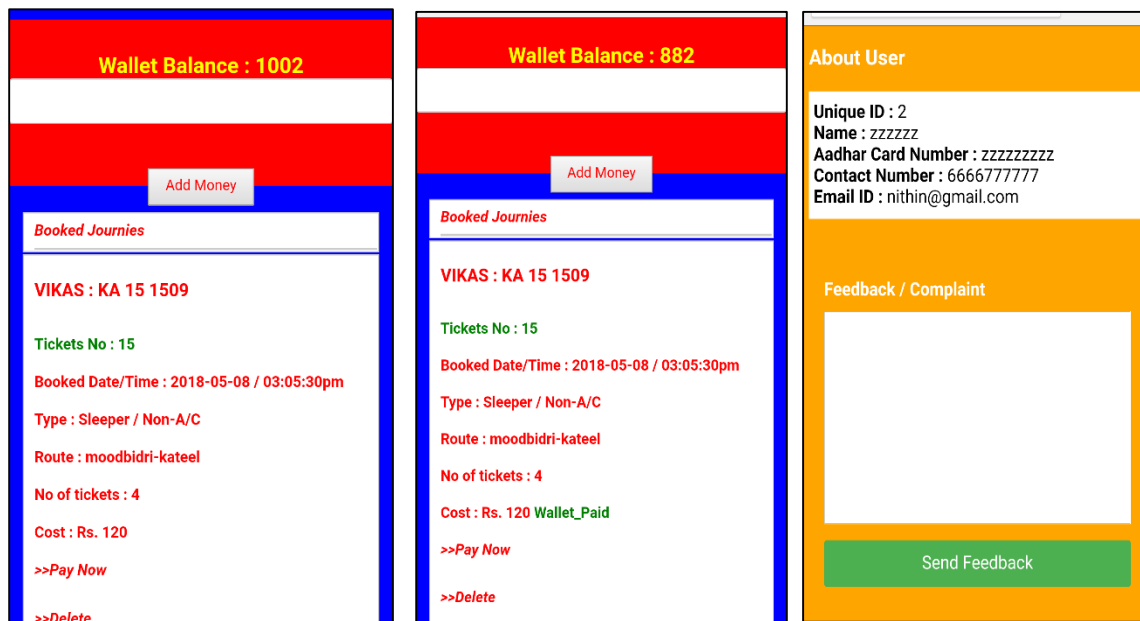 Wallet Balance : 1002
Add Money
Booked Journies
VIKAS : KA 15 1509
Tickets No : 15
Booked Date/Time : 2018-05-08 / 03:05:30pm
Type : Sleeper / Non-A/C
Route : moodbidri-kateel
No of tickets : 4
Cost : Rs. 120
>>Pay Now
>>Delete
Wallet Balance : 882
Add Money
Booked Journies
VIKAS : KA 15 1509
Tickets No : 15
Booked Date/Time : 2018-05-08 / 03:05:30pm
Type : Sleeper / Non-A/C
Route : moodbidri-kateel
No of tickets : 4
Cost : Rs. 120 Wallet_Paid
>>Pay Now
>>Delete
About User
Unique ID : 2
Name : zzzzzz
Aadhar Card Number : zzzzzzzzz
Contact Number : 6666777777
Email ID : nithin@gmail.com
Feedback / Complaint
Send Feedback